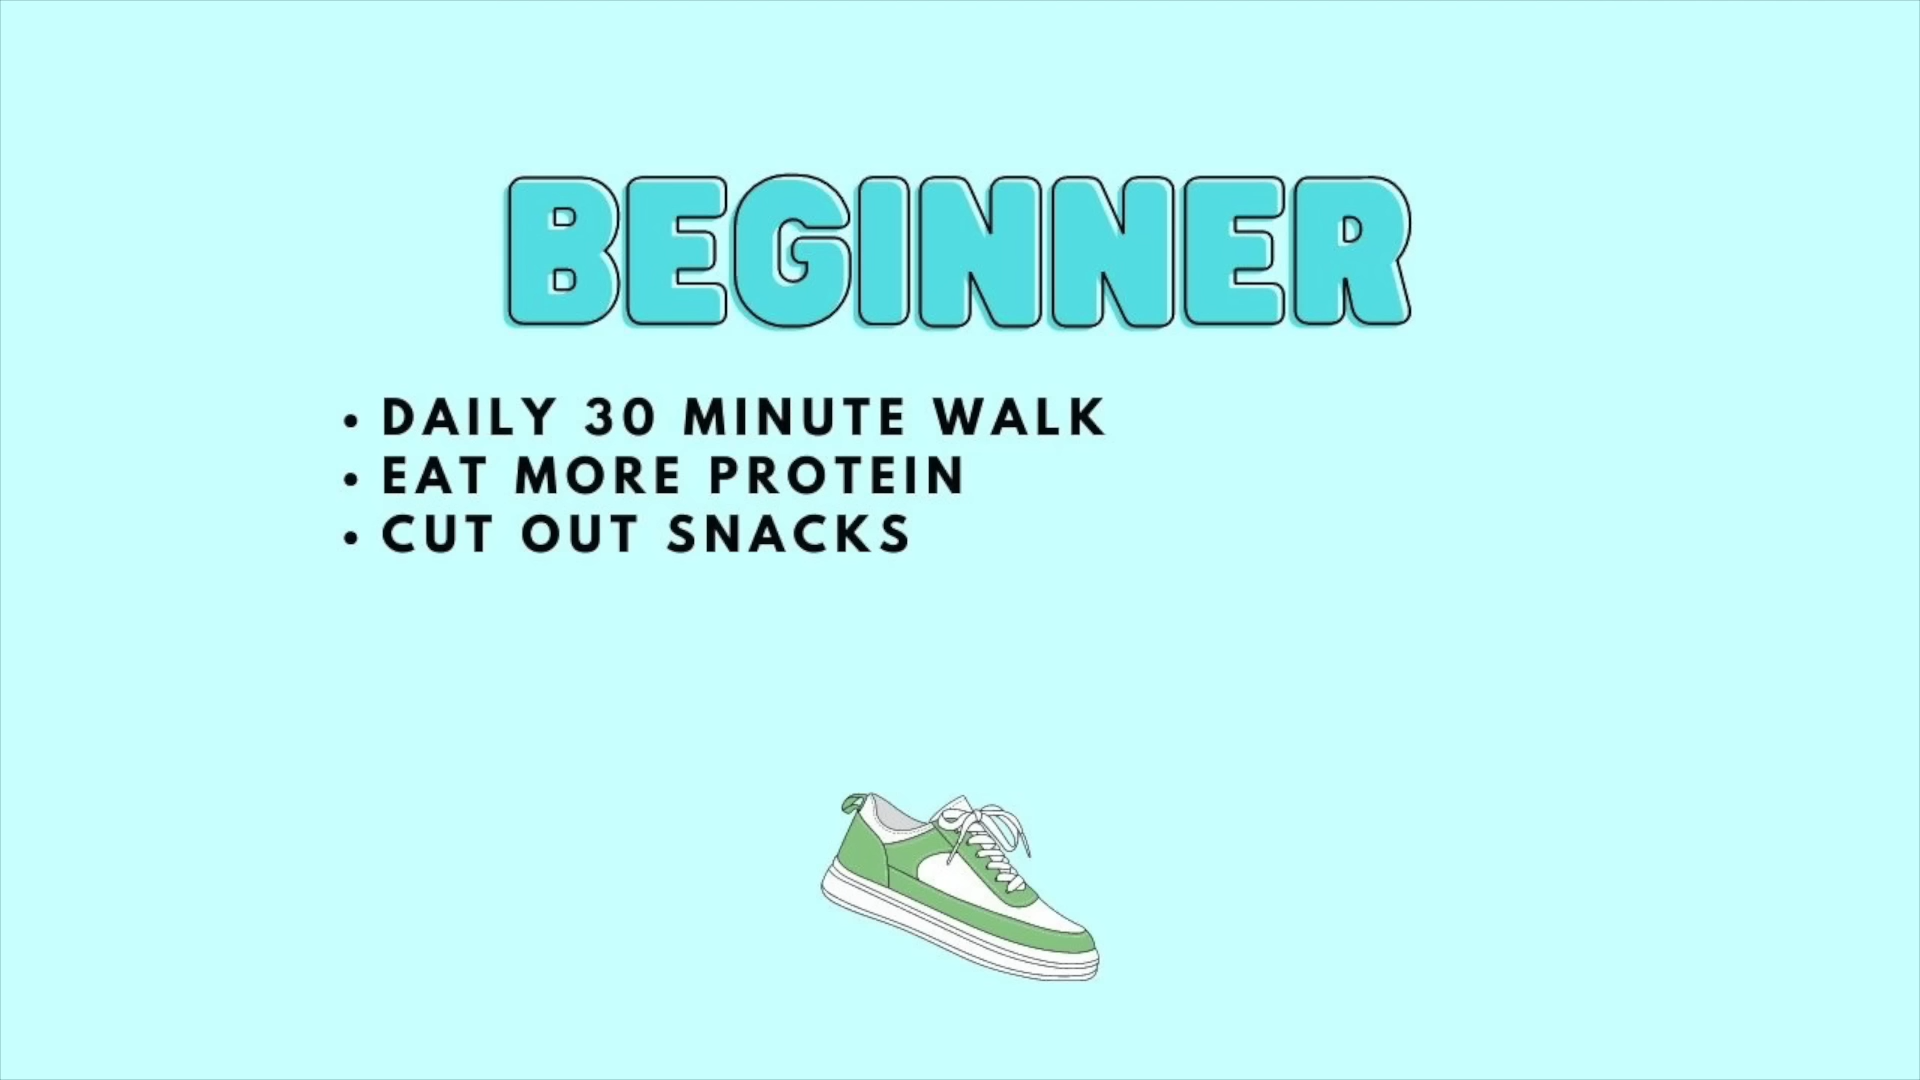 BEGINNER
• DAILY 30 MINUTE WALK
• EAT MORE PROTEIN
• CUT OUT SNACKS